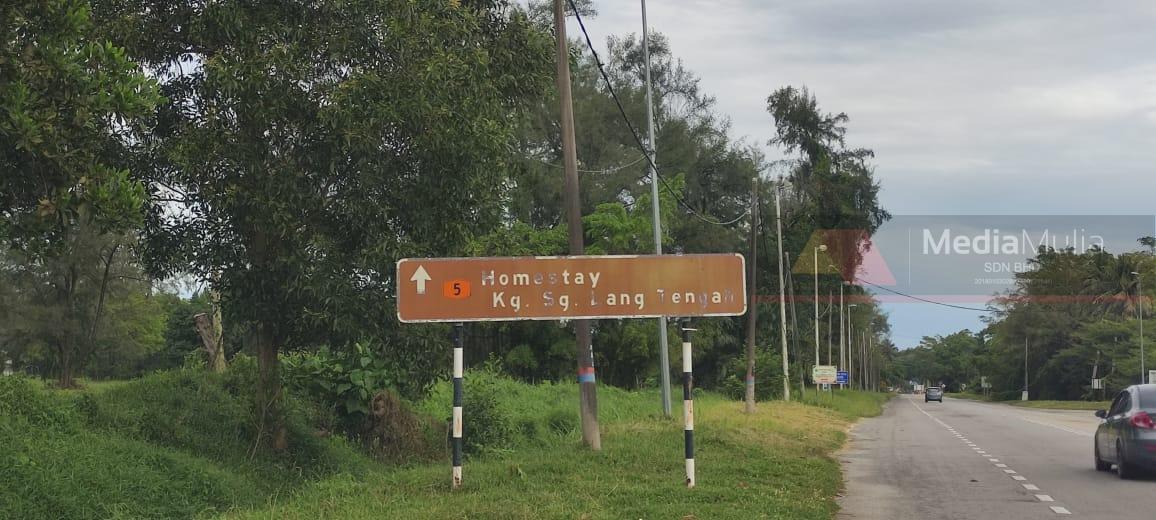 5
Homestay
Kg. Sg. Lang Tengah
MediaMulia
SDN BHD